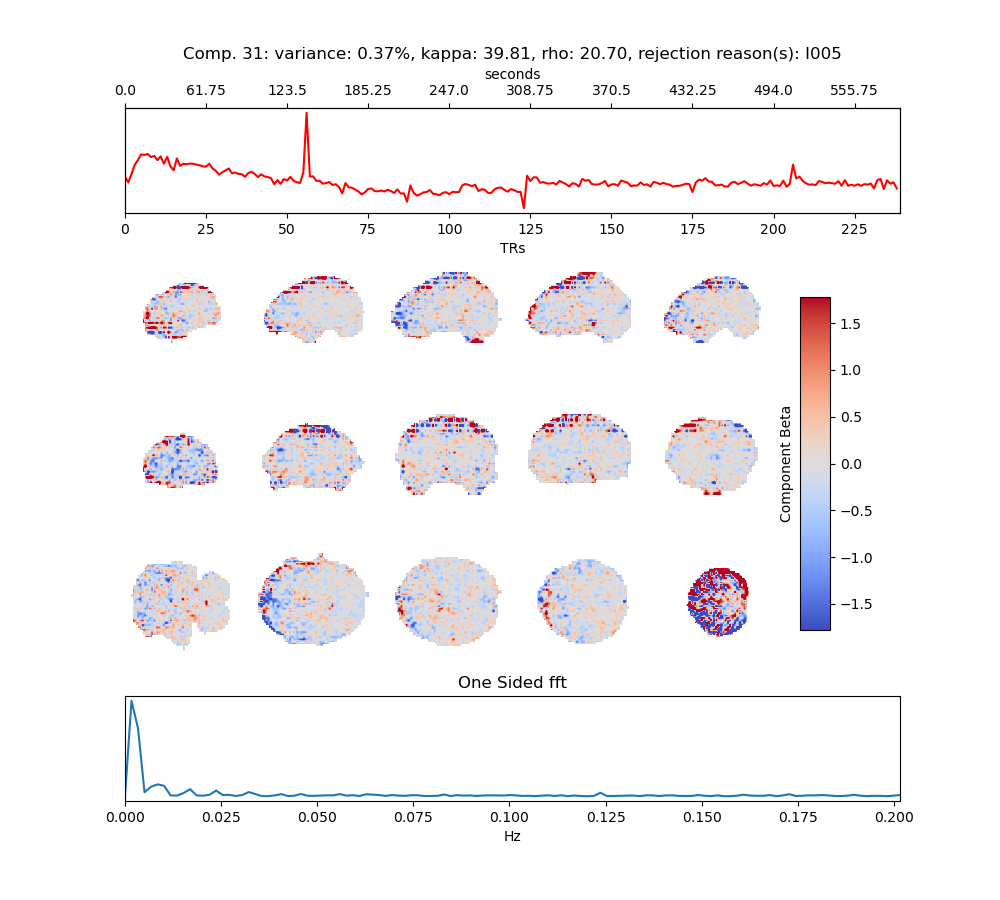 Comp. 31: variance: 0.37%, kappa: 39.81, rho: 20.70, rejection reason(s): I005
seconds
0.0 61.75 123.5 185.25 247.0 308.75 370.5 432.25 494.0 555.75
0 25 50 75 100 125 150 175 200 225
TRs
1.5
1.0
0.5
0.0
−0.5
−1.0
−1.5
Component Beta
One Sided fft
0.000 0.025 0.050 0.075 0.100 0.125 0.150 0.175 0.200
Hz